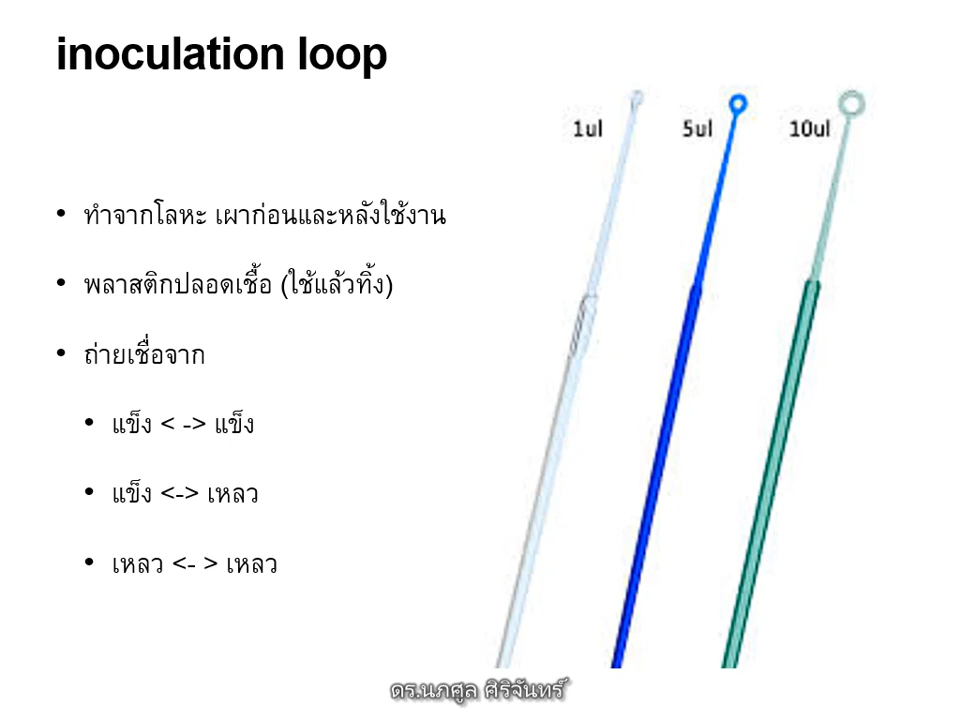 inoculation loop
1ul 5ul 10ul
• ทำจากโลหะ เผาก่อนและหลังใช้งาน
• พลาสติกปลอดเชื้อ (ใช้แล้วทิ้ง)
• ถ่ายเชื่อจาก
• แข็ง < -> แข็ง
• แข็ง <-> เหลว
• เหลว <- > เหลว
ดร.นภศูล ศิริจันทร์